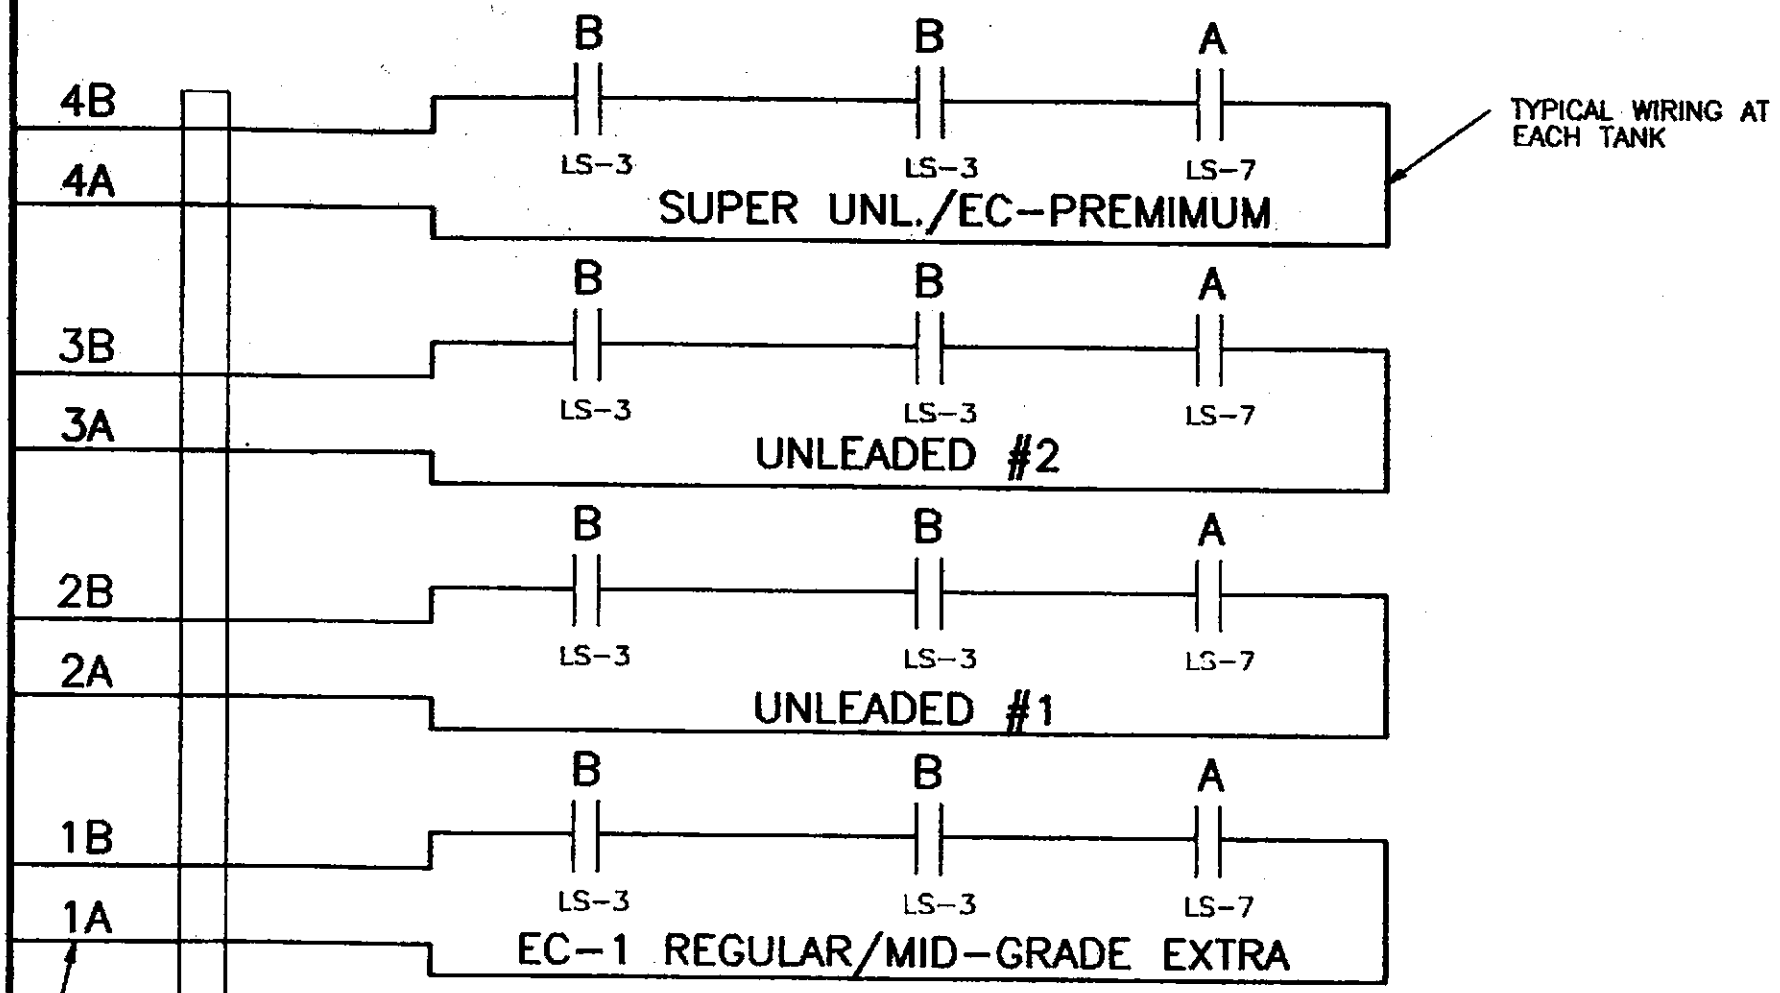 B B A
4B
TYPICAL WIRING AT
EACH TANK
LS-3 LS-3 LS-7
4A
SUPER UNL./EC-PREMIMUM
B B A
3B
LS-3 LS-3 LS-7
3A
UNLEADED #2
B B A
2B
LS-3 LS-3 LS-7
2A
UNLEADED #1
B B A
1B
LS-3 LS-3 LS-7
1A
EC-1 REGULAR/MID-GRADE EXTRA